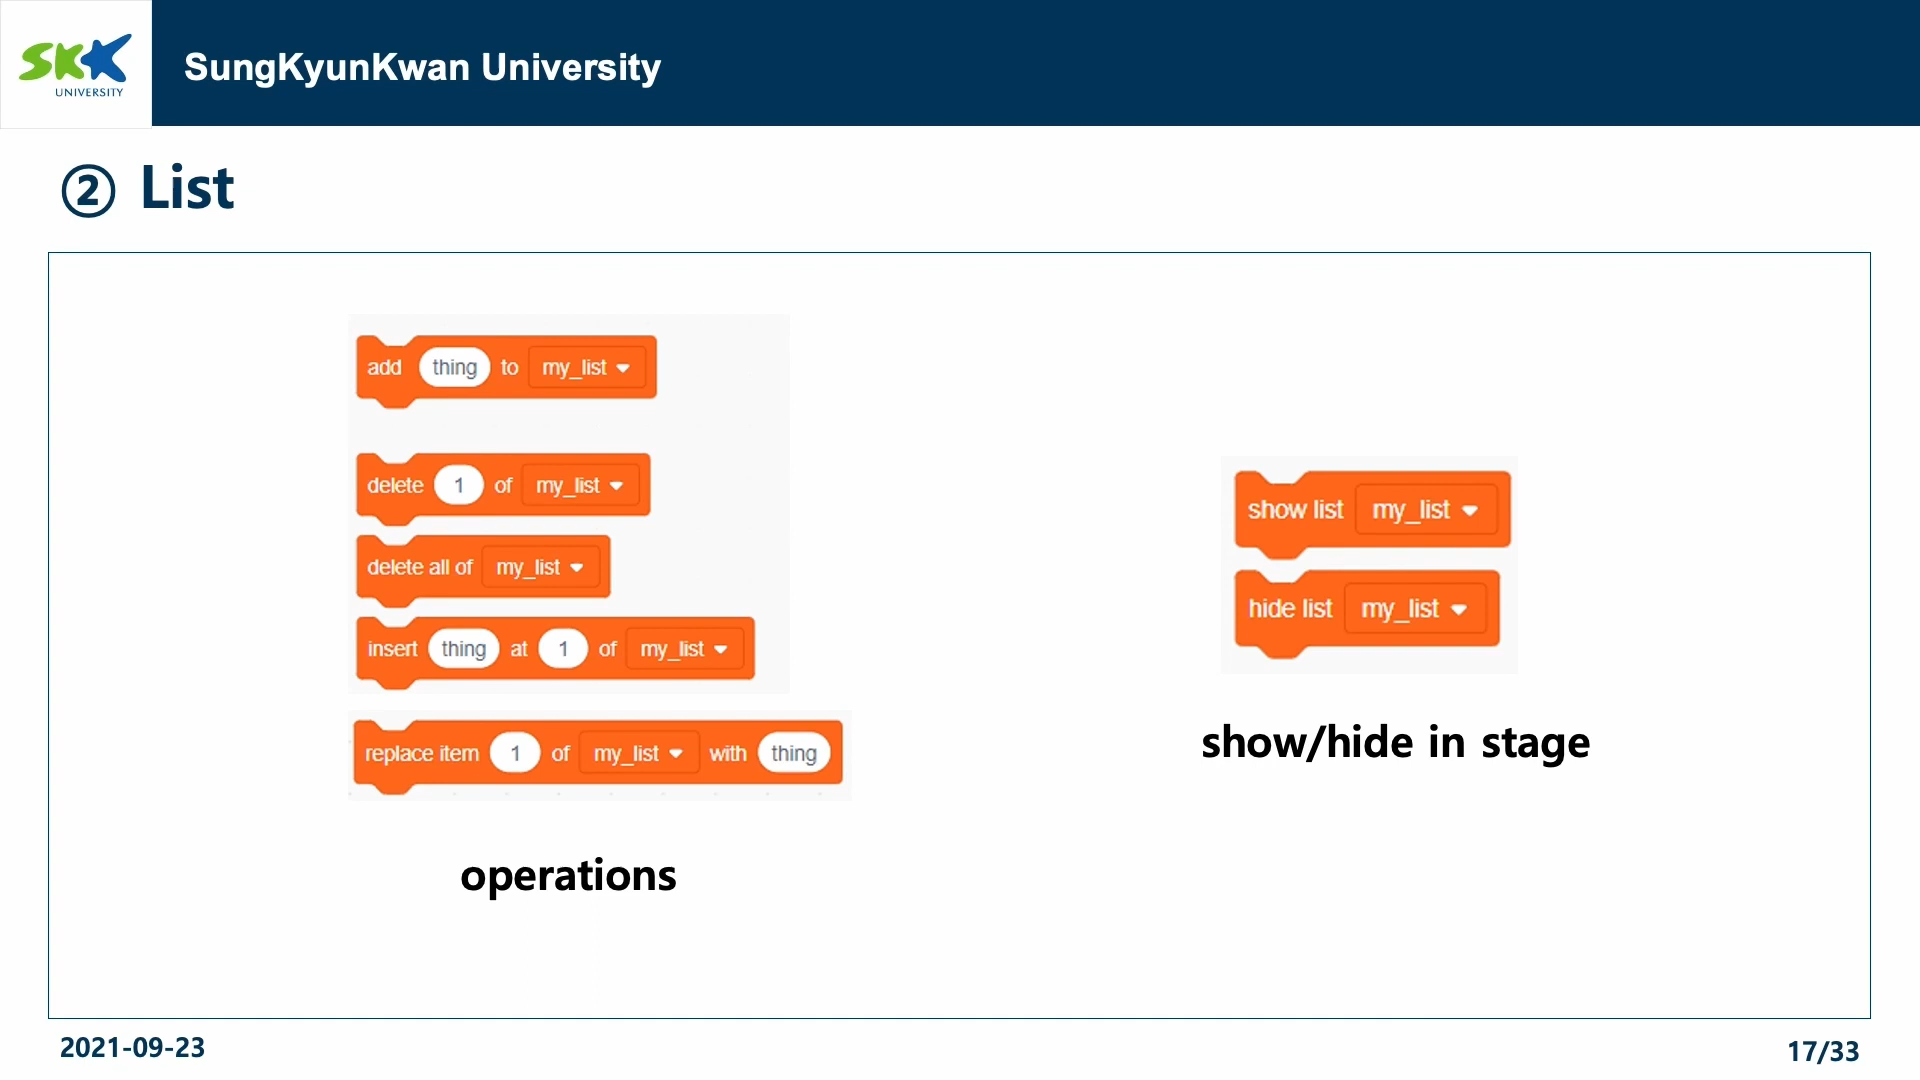 SKK
UNIVERSITY
SungKyunKwan University
② List
add thing to my_list
delete 1 of my_list
delete all of my_list
insert thing at 1 of my_list
replace item 1 of my_list with thing
operations
show list my_list
hide list my_list
show/hide in stage
2021-09-23
17/33